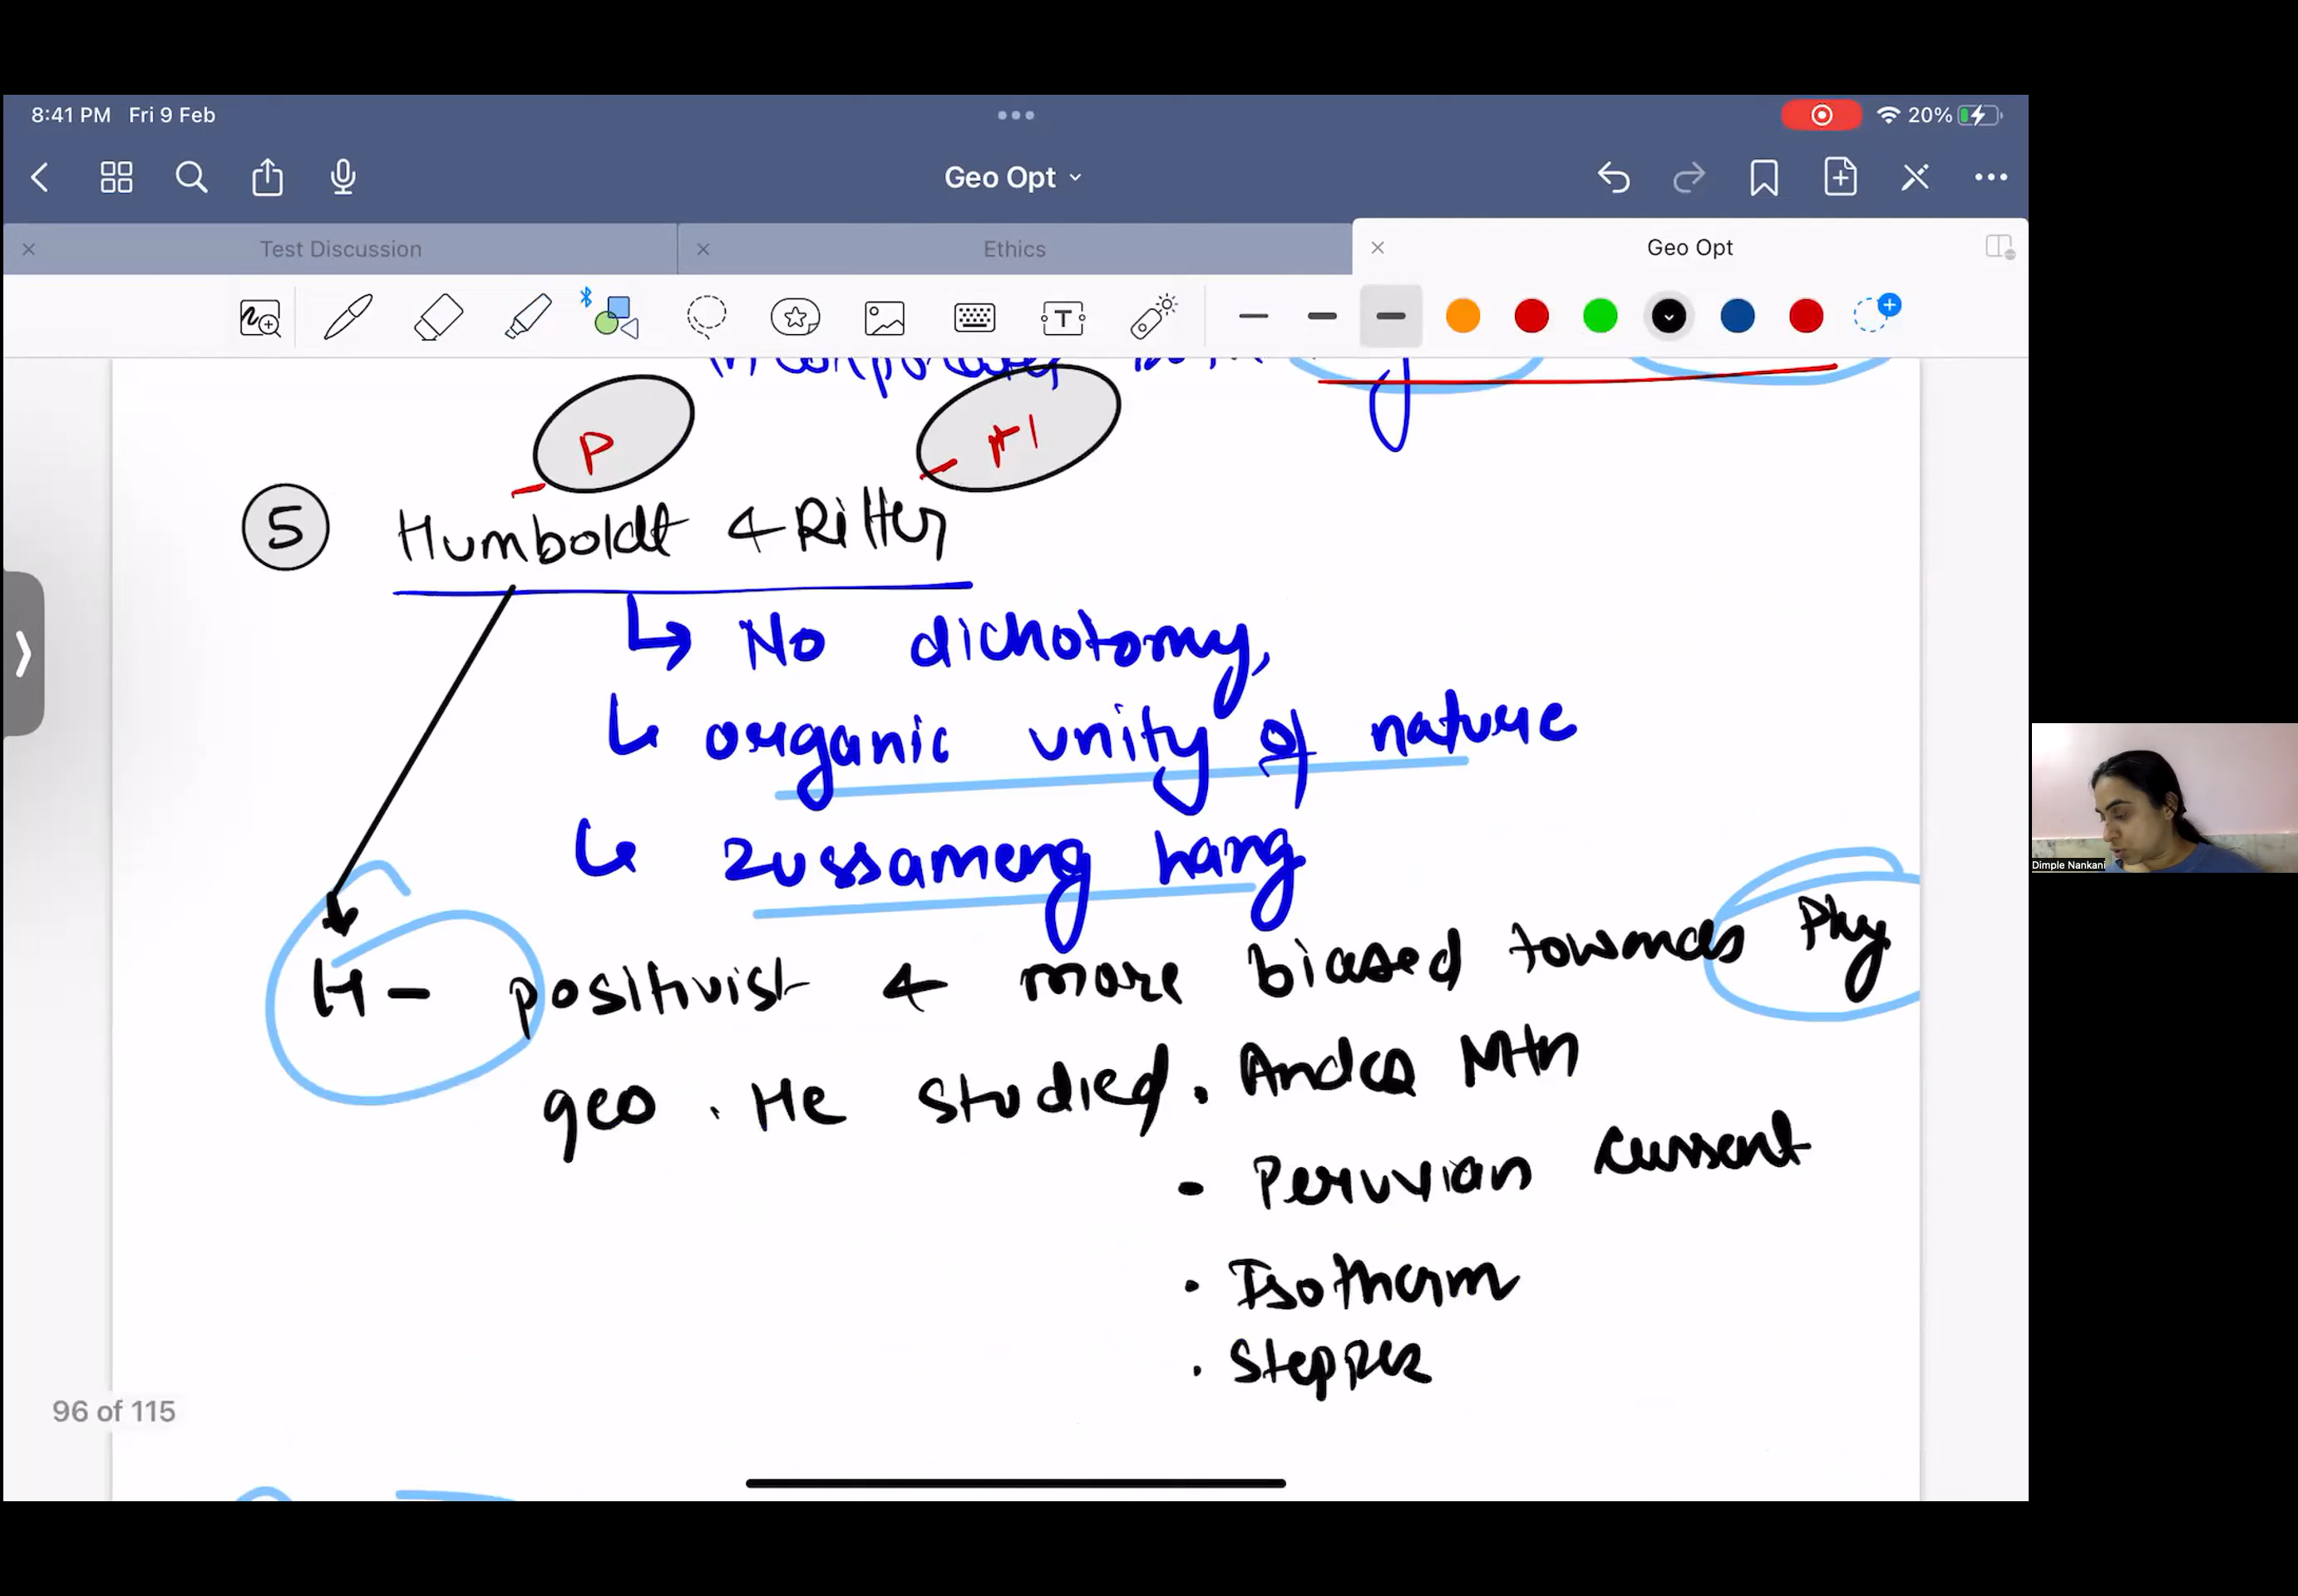 8:41 PM Fri 9 Feb
20%
Geo Opt
Test Discussion
Ethics
Geo Opt
T
P
H
5 Humboldt & Ritter
↳ No dichotomy,
↳ organic unity of nature
↳ zussameng hang
H - positivist & more biased towards Phy
geo. He studied. Andes Mtn
- Peruvian current
• Isotherm
• Steppes
96 of 115
Dimple Nankani